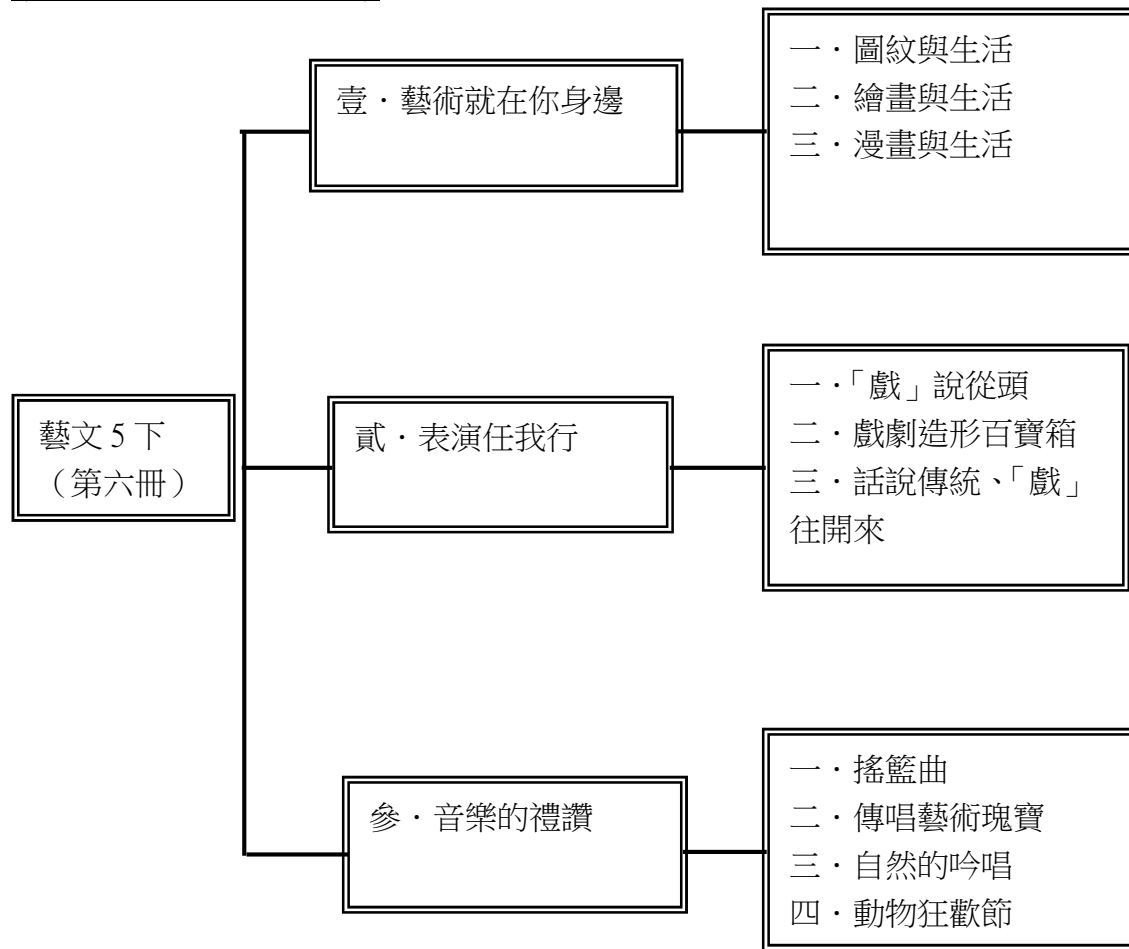 壹．藝術就在你身邊
一．圖紋與生活
二．繪畫與生活
三．漫畫與生活
藝文 5 下
（第六冊）
貳．表演任我行
一．「戲」說從頭
二．戲劇造形百寶箱
三．話說傳統、「戲」
往開來
參．音樂的禮讚
一．搖籃曲
二．傳唱藝術瑰寶
三．自然的吟唱
四．動物狂歡節